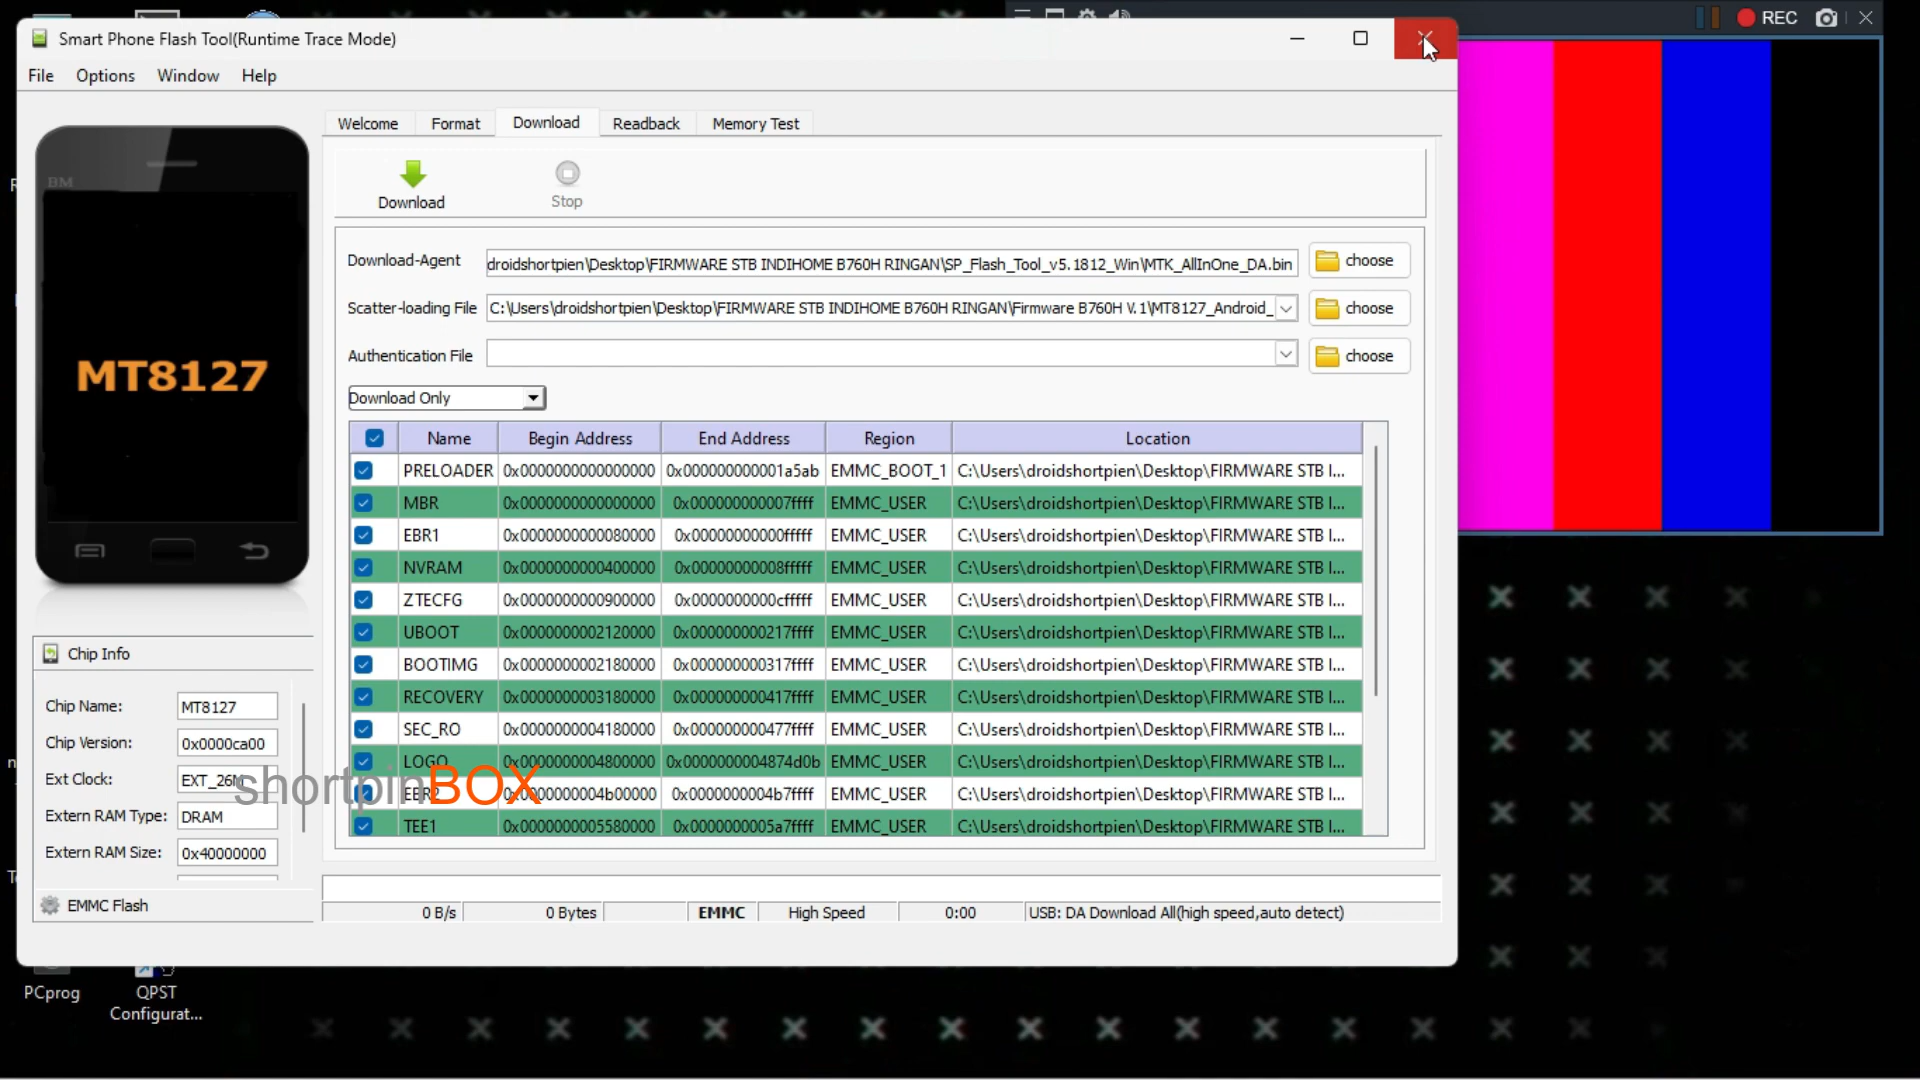 Smart Phone Flash Tool(Runtime Trace Mode)
REC
File Options Window Help
Welcome Format Download Readback Memory Test
Download Stop
BM
MT8127
Download-Agent droidshortpien\Desktop\FIRMWARE STB INDIHOME B760H RINGAN\SP_Flash_Tool_v5.1812_Win\MTK_AllInOne_DA.bin choose
Scatter-loading File C:\Users\droidshortpien\Desktop\FIRMWARE STB INDIHOME B760H RINGAN\Firmware B760H V.1\MT8127_Android_ choose
Authentication File choose
Download Only
Name Begin Address End Address Region Location
PRELOADER 0x0000000000000000 0x000000000001a5ab EMMC_BOOT_1 C:\Users\droidshortpien\Desktop\FIRMWARE STB I...
MBR 0x0000000000000000 0x000000000007ffff EMMC_USER C:\Users\droidshortpien\Desktop\FIRMWARE STB I...
EBR1 0x0000000000080000 0x00000000000fffff EMMC_USER C:\Users\droidshortpien\Desktop\FIRMWARE STB I...
NVRAM 0x0000000000400000 0x00000000008fffff EMMC_USER C:\Users\droidshortpien\Desktop\FIRMWARE STB I...
ZTECFG 0x0000000000900000 0x0000000000cfffff EMMC_USER C:\Users\droidshortpien\Desktop\FIRMWARE STB I...
UBOOT 0x0000000002120000 0x000000000217ffff EMMC_USER C:\Users\droidshortpien\Desktop\FIRMWARE STB I...
BOOTIMG 0x0000000002180000 0x000000000317ffff EMMC_USER C:\Users\droidshortpien\Desktop\FIRMWARE STB I...
RECOVERY 0x0000000003180000 0x000000000417ffff EMMC_USER C:\Users\droidshortpien\Desktop\FIRMWARE STB I...
SEC_RO 0x0000000004180000 0x000000000477ffff EMMC_USER C:\Users\droidshortpien\Desktop\FIRMWARE STB I...
LOGO 0x0000000004800000 0x0000000004874d0b EMMC_USER C:\Users\droidshortpien\Desktop\FIRMWARE STB I...
EBR2 0x0000000004b00000 0x0000000004b7ffff EMMC_USER C:\Users\droidshortpien\Desktop\FIRMWARE STB I...
TEE1 0x0000000005580000 0x0000000005a7ffff EMMC_USER C:\Users\droidshortpien\Desktop\FIRMWARE STB I...
Chip Info
Chip Name: MT8127
Chip Version: 0x0000ca00
Ext Clock: EXT_26M
Extern RAM Type: DRAM
Extern RAM Size: 0x40000000
EMMC Flash
shortpinBOX
0 B/s 0 Bytes EMMC High Speed 0:00 USB: DA Download All(high speed,auto detect)
PCprog
QPST
Configurat...